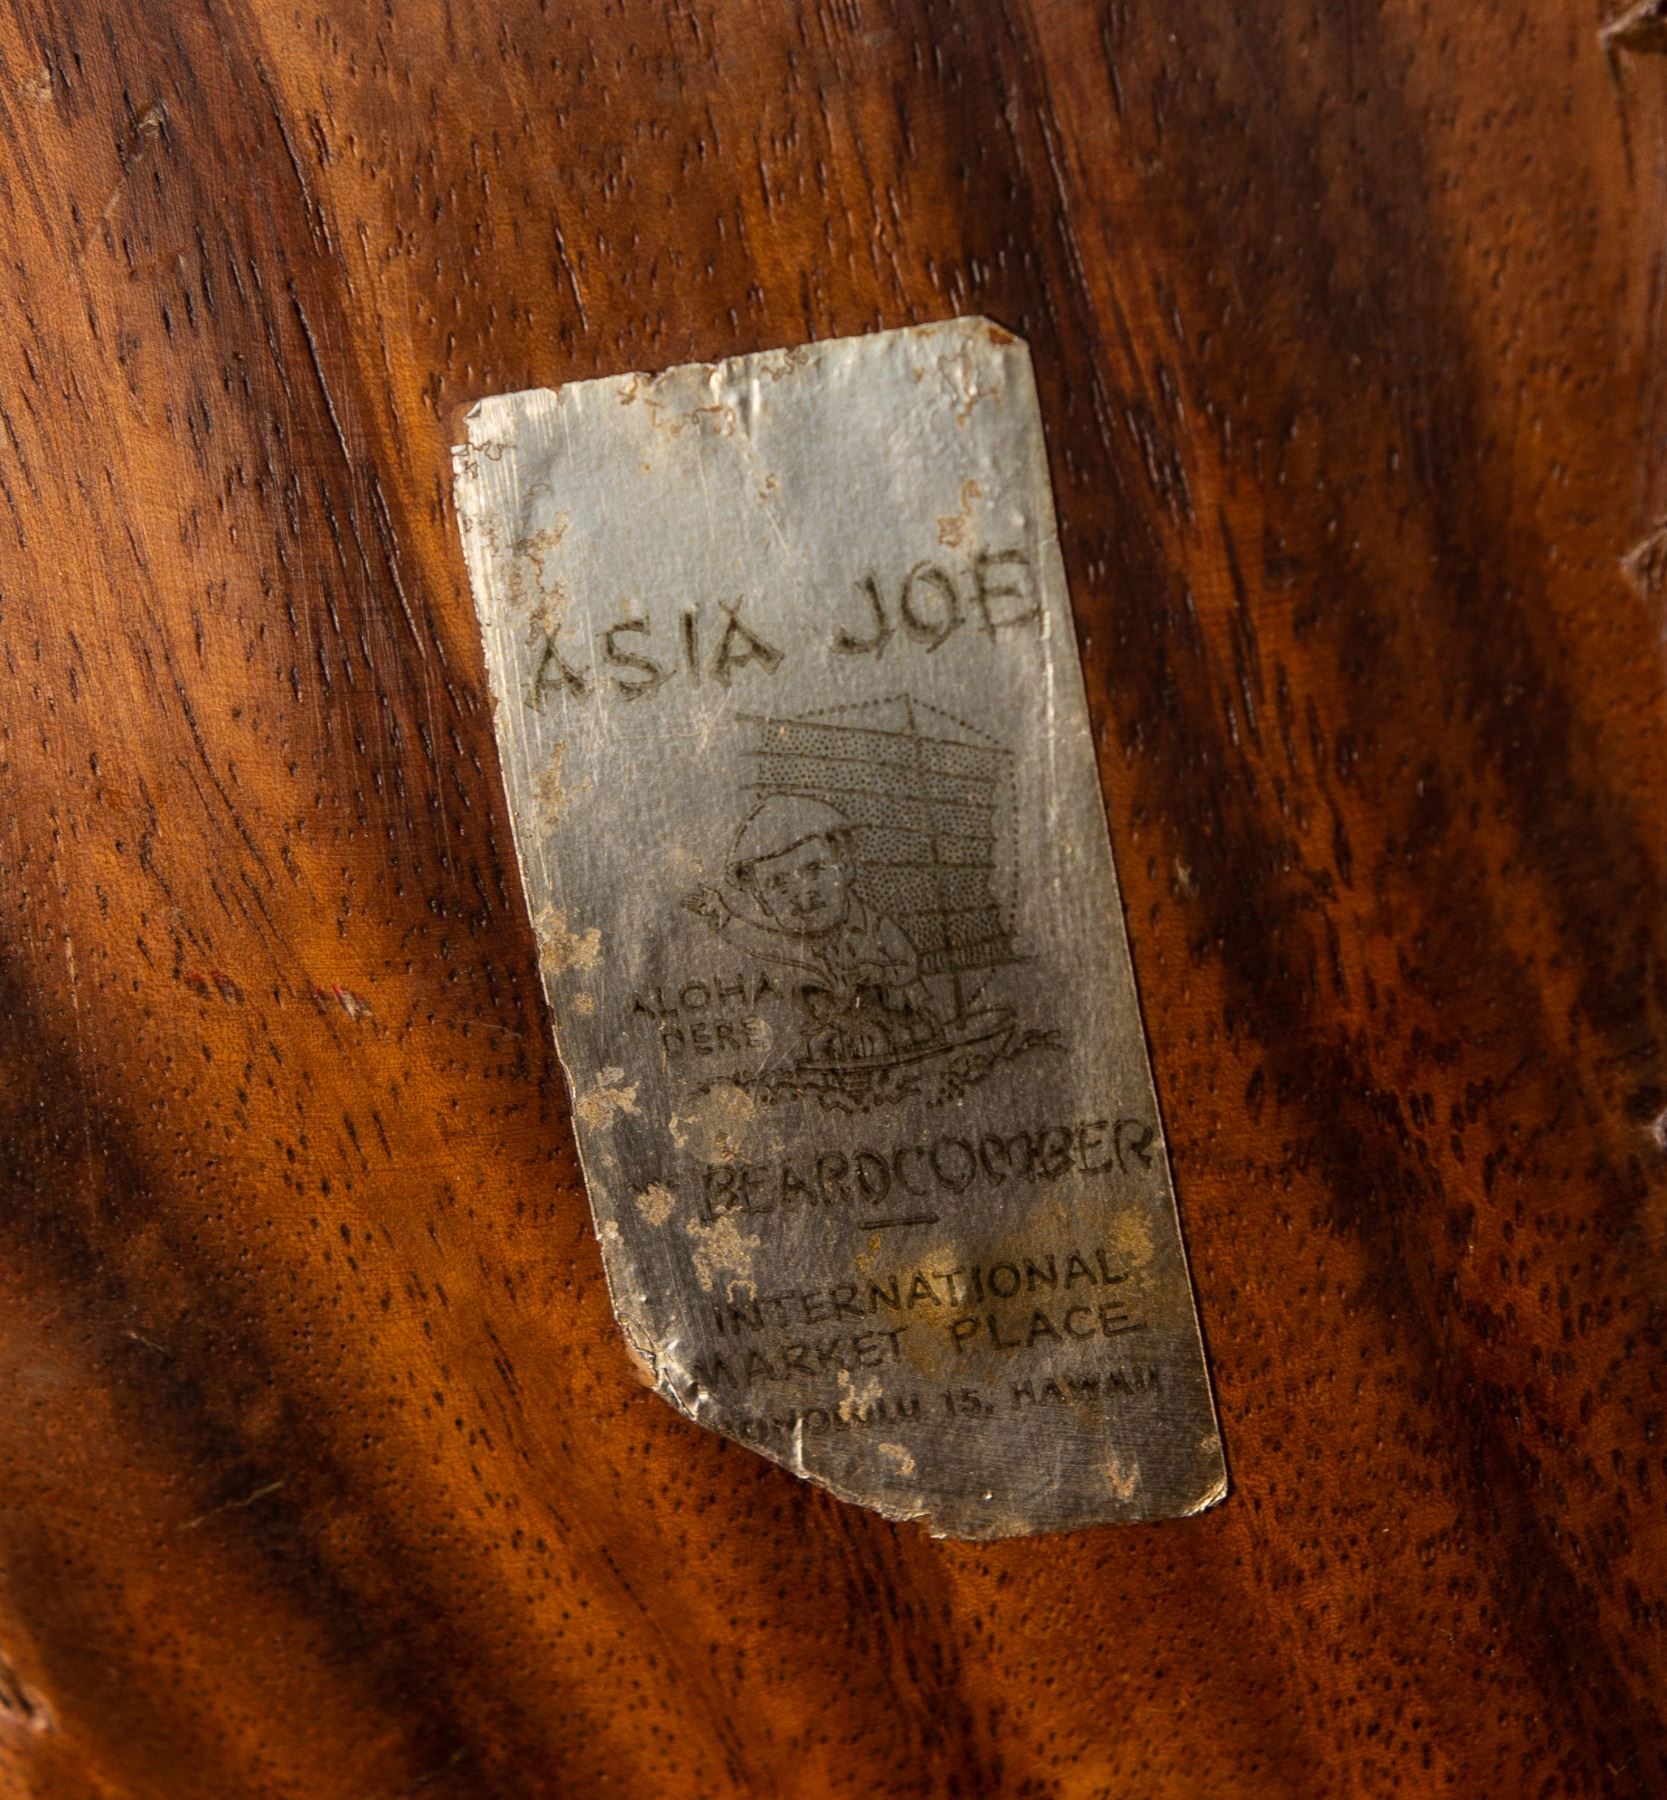 ASIA JOE
ALOHA
DERE
BEARDCOMBER
INTERNATIONAL
MARKET PLACE
HONOLULU 15, HAWAII